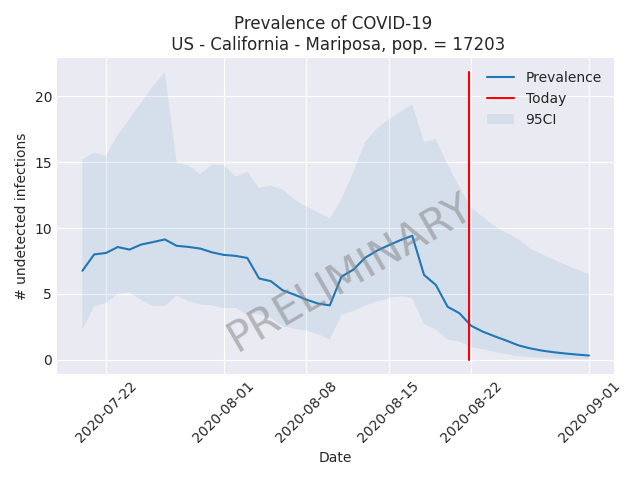 Prevalence of COVID-19
US - California - Mariposa, pop. = 17203
Prevalence
Today
95CI
# undetected infections
20
15
10
5
0
PRELIMINARY
2020-07-22
2020-08-01
2020-08-08
2020-08-15
2020-08-22
2020-09-01
Date